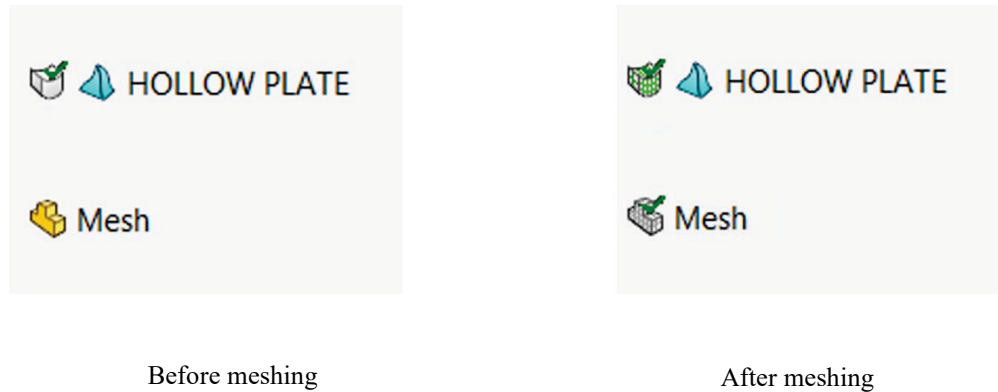 HOLLOW PLATE
Mesh
Before meshing
HOLLOW PLATE
Mesh
After meshing